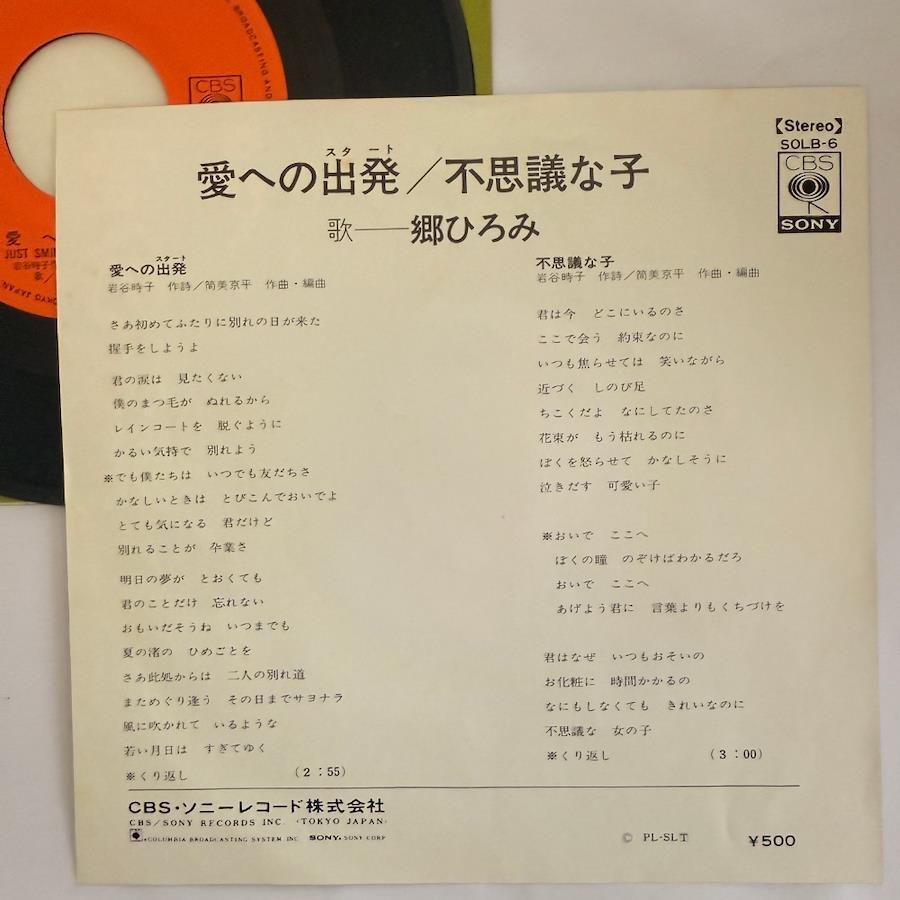 BROADCASTING AND
CBS
愛へ
JUST SMI
岩谷時子作
歌/
TOKYO JAPAN
【Stereo】
SOLB-6
CBS
SONY
スタート
愛への出発/不思議な子
歌──郷ひろみ
スタート
愛への出発
岩谷時子 作詩/筒美京平 作曲・編曲
さあ初めてふたりに別れの日が来た
握手をしようよ
君の涙は 見たくない
僕のまつ毛が ぬれるから
レインコートを 脱ぐように
かるい気持で 別れよう
※でも僕たちは いつでも友だちさ
かなしいときは とびこんでおいでよ
とても気になる 君だけど
別れることが 卒業さ
明日の夢が とおくても
君のことだけ 忘れない
おもいだそうね いつまでも
夏の渚の ひめごとを
さあ此処からは 二人の別れ道
まためぐり逢う その日までサヨナラ
風に吹かれて いるような
若い月日は すぎてゆく
※くり返し (2:55)
不思議な子
岩谷時子 作詩/筒美京平 作曲・編曲
君は今 どこにいるのさ
ここで会う 約束なのに
いつも焦らせては 笑いながら
近づく しのび足
ちこくだよ なにしてたのさ
花束が もう枯れるのに
ぼくを怒らせて かなしそうに
泣きだす 可愛い子
※おいで ここへ
ぼくの瞳 のぞけばわかるだろ
おいで ここへ
あげよう君に 言葉よりもくちづけを
君はなぜ いつもおそいの
お化粧に 時間かかるの
なにもしなくても きれいなのに
不思議な 女の子
※くり返し (3:00)
CBS・ソニーレコード株式会社
CBS/SONY RECORDS INC. (TOKYO JAPAN)
COLUMBIA BROADCASTING SYSTEM INC SONY, SONY CORP
© PL-SLT ¥500